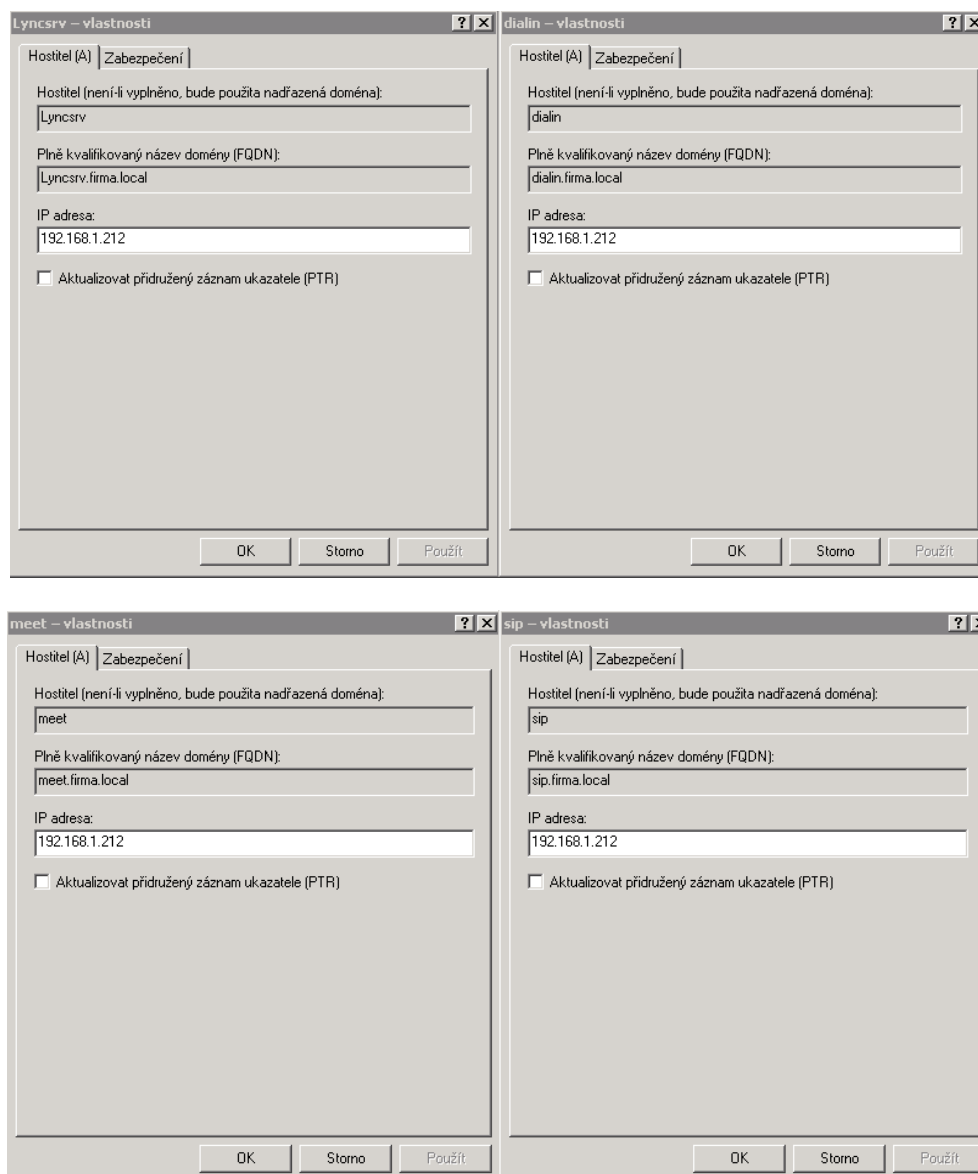 Lyncsrv – vlastnosti
Hostitel (A) Zabezpečení
Hostitel (není-li vyplněno, bude použita nadřazená doména):
Lyncsrv
Plně kvalifikovaný název domény (FQDN):
Lyncsrv.firma.local
IP adresa:
192.168.1.212
Aktualizovat přidružený záznam ukazatele (PTR)
OK Storno Použít
dialin – vlastnosti
Hostitel (A) Zabezpečení
Hostitel (není-li vyplněno, bude použita nadřazená doména):
dialin
Plně kvalifikovaný název domény (FQDN):
dialin.firma.local
IP adresa:
192.168.1.212
Aktualizovat přidružený záznam ukazatele (PTR)
OK Storno Použít
meet – vlastnosti
Hostitel (A) Zabezpečení
Hostitel (není-li vyplněno, bude použita nadřazená doména):
meet
Plně kvalifikovaný název domény (FQDN):
meet.firma.local
IP adresa:
192.168.1.212
Aktualizovat přidružený záznam ukazatele (PTR)
OK Storno Použít
sip – vlastnosti
Hostitel (A) Zabezpečení
Hostitel (není-li vyplněno, bude použita nadřazená doména):
sip
Plně kvalifikovaný název domény (FQDN):
sip.firma.local
IP adresa:
192.168.1.212
Aktualizovat přidružený záznam ukazatele (PTR)
OK Storno Použít